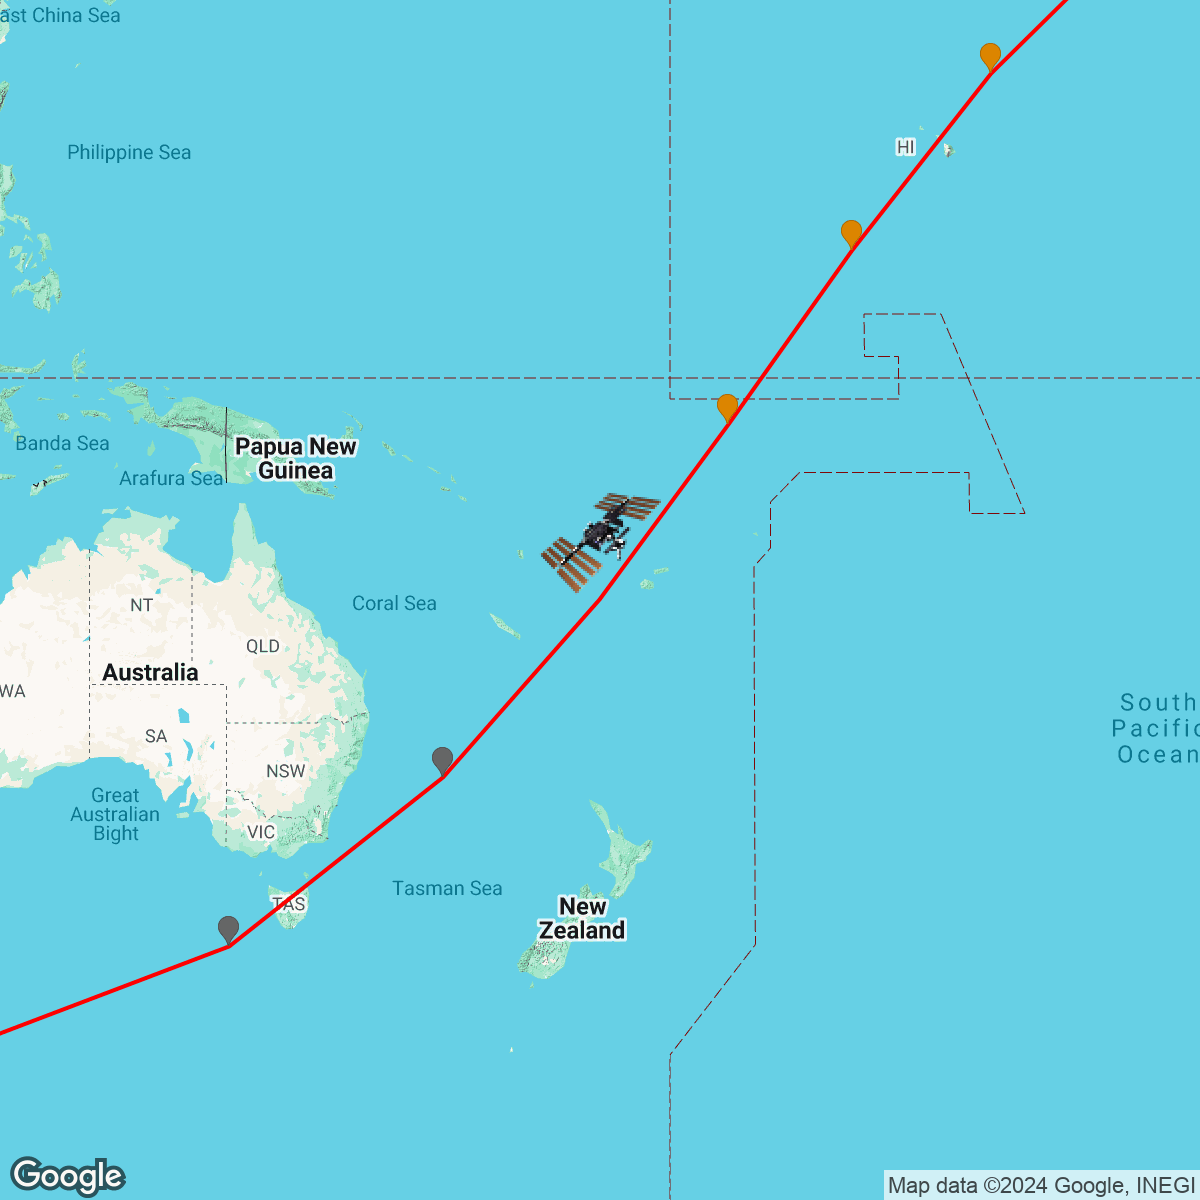 ast China Sea
Philippine Sea
HI
Banda Sea
Papua New
Guinea
Arafura Sea
NT
Coral Sea
QLD
Australia
WA
SA
NSW
South
Pacific
Ocean
Great
Australian
Bight
VIC
TAS
Tasman Sea
New
Zealand
Google
Map data ©2024 Google, INEGI